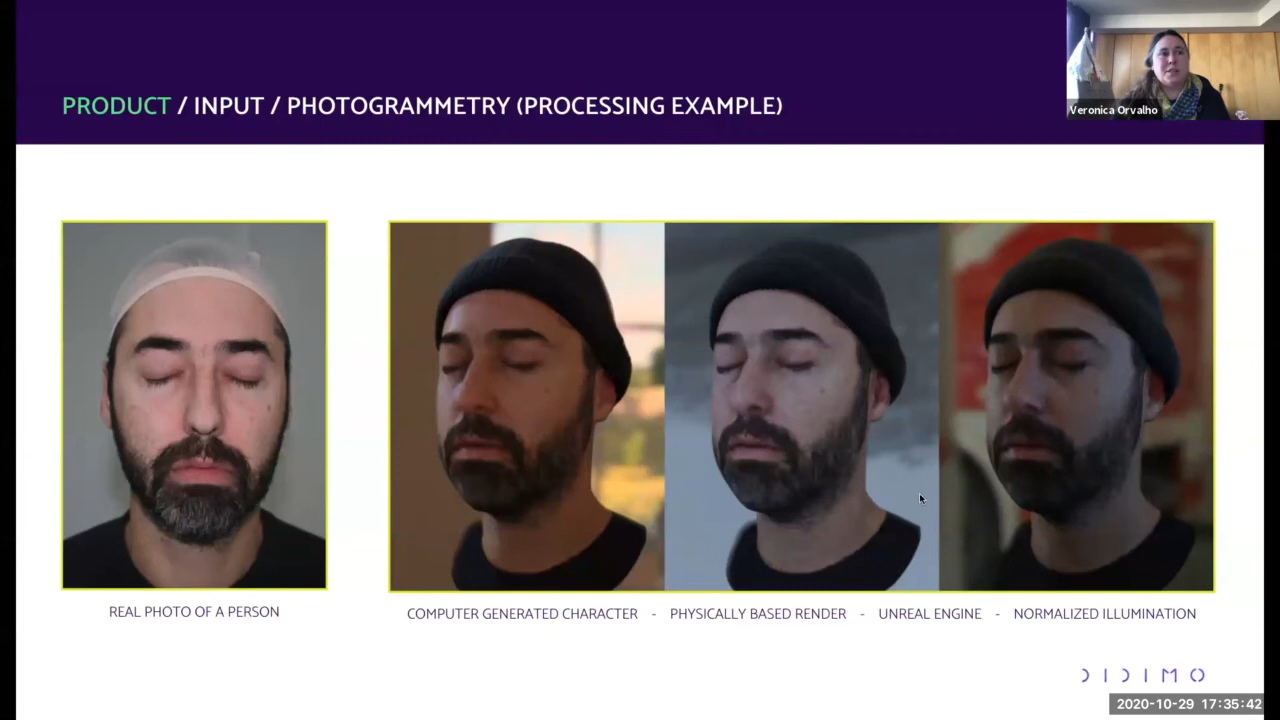 PRODUCT / INPUT / PHOTOGRAMMETRY (PROCESSING EXAMPLE)
Veronica Orvalho
REAL PHOTO OF A PERSON
COMPUTER GENERATED CHARACTER - PHYSICALLY BASED RENDER - UNREAL ENGINE - NORMALIZED ILLUMINATION
DIDIMO
2020-10-29 17:35:42